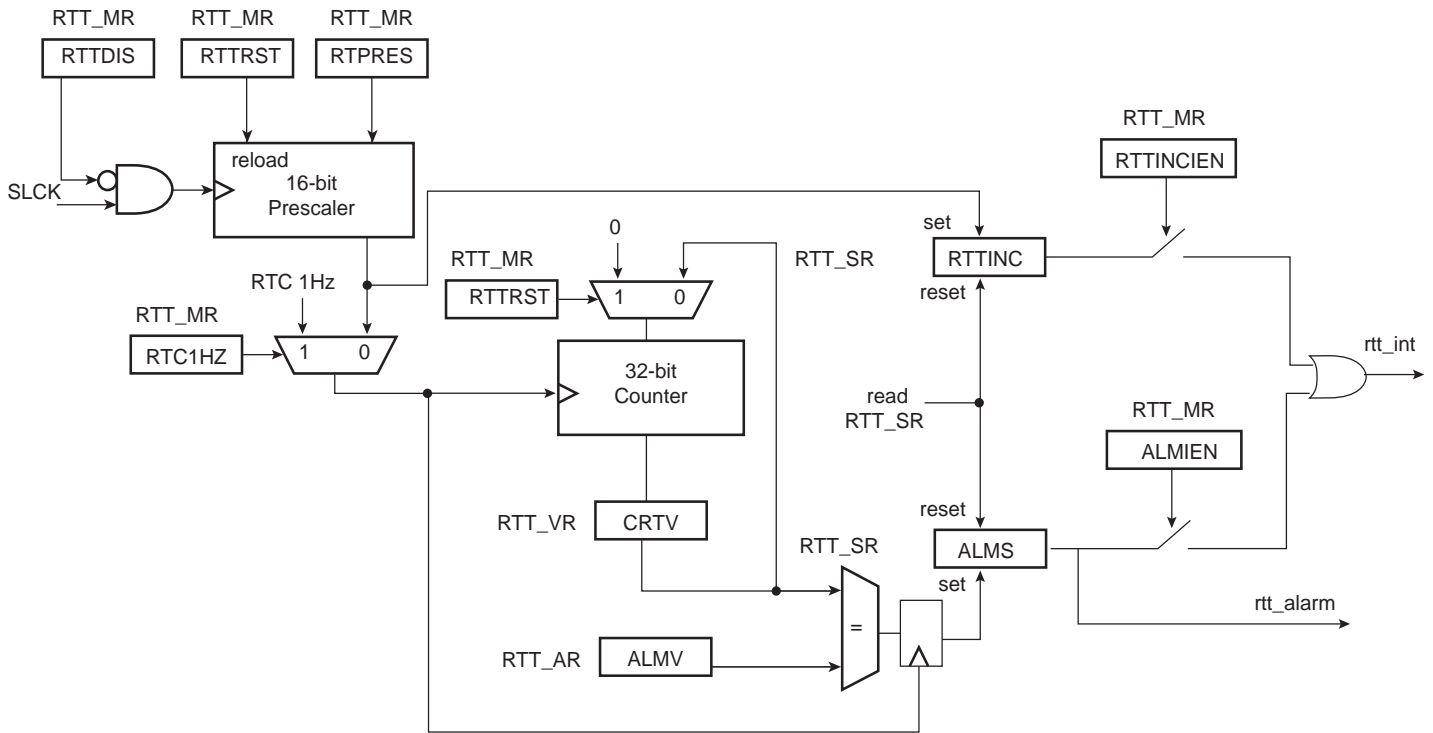 RTT_MR
RTT_MR
RTT_MR
RTTDIS
RTTRST
RTPRES
SLCK
reload
16-bit
Prescaler
RTC 1Hz
RTT_MR
RTC1HZ
1 0
0
RTT_MR
RTTRST
1 0
RTT_SR
32-bit
Counter
RTT_VR
CRTV
RTT_AR
ALMV
RTT_SR
=
set
RTTINC
reset
read
RTT_SR
reset
ALMS
set
RTT_MR
RTTINCIEN
RTT_MR
ALMIEN
rtt_int
rtt_alarm